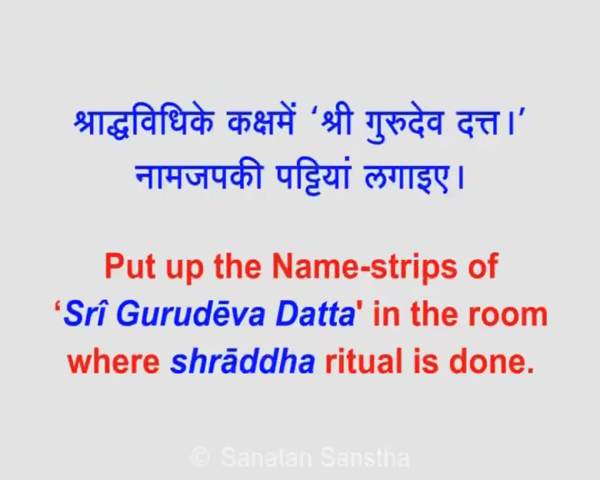 श्राद्धविधिके कक्षमें ‘श्री गुरुदेव दत्त।’
नामजपकी पट्टियां लगाइए।
Put up the Name-strips of
‘Srî Gurudēva Datta' in the room
where shrāddha ritual is done.
© Sanatan Sanstha